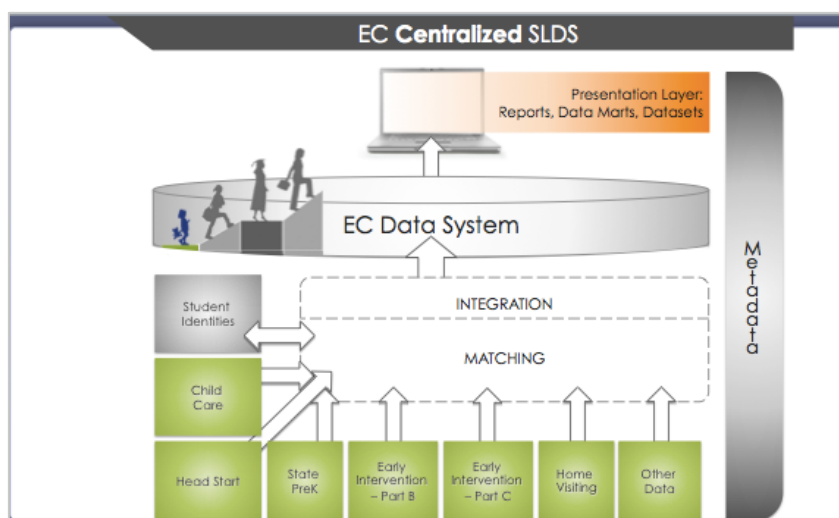 EC Centralized SLDS
Presentation Layer:
Reports, Data Marts, Datasets
EC Data System
Metadata
INTEGRATION
Student
Identities
MATCHING
Child
Care
Head Start
State
PreK
Early
Intervention
– Part B
Early
Intervention
– Part C
Home
Visiting
Other
Data